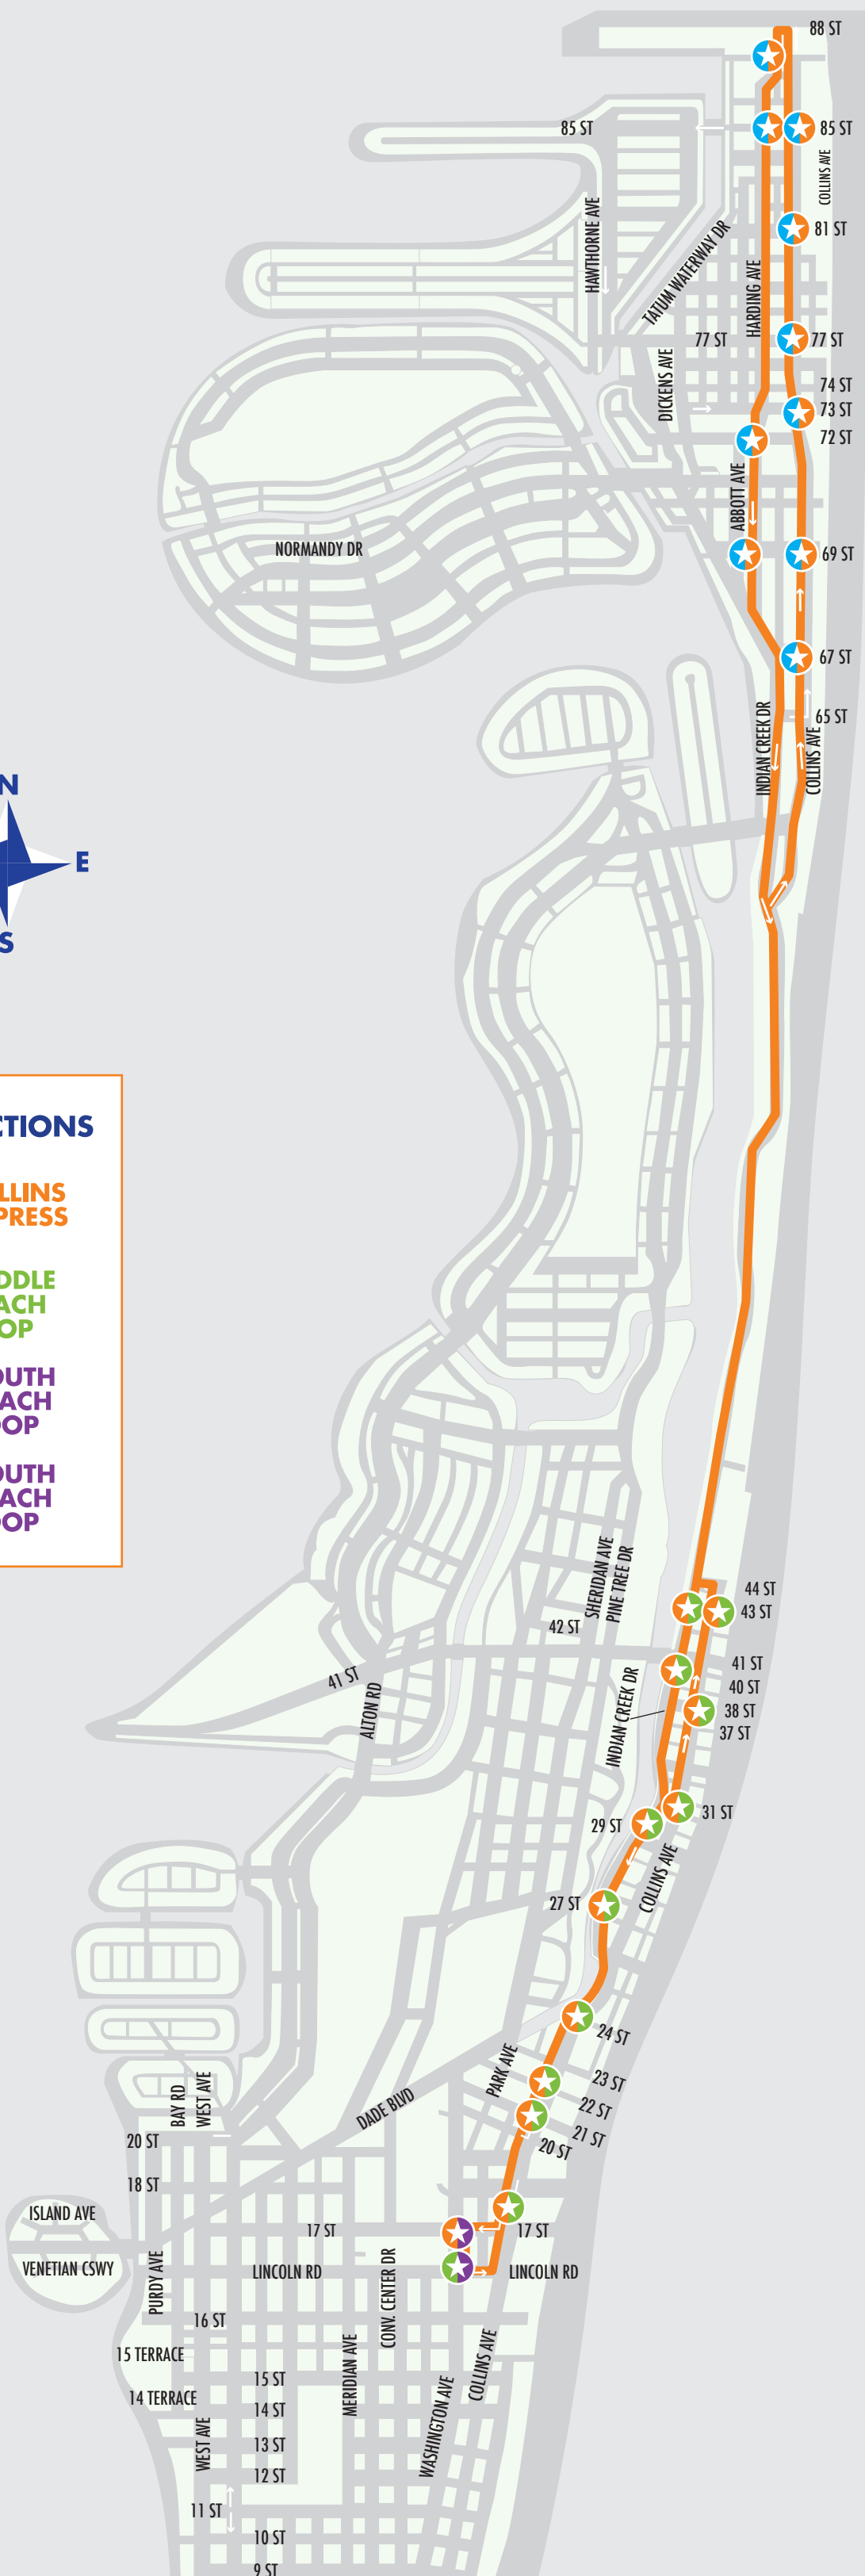 88 ST
85 ST
85 ST
COLLINS AVE
81 ST
HAWTHORNE AVE
TATUM WATERWAY DR
HARDING AVE
77 ST
77 ST
DICKENS AVE
74 ST
73 ST
72 ST
ABBOTT AVE
NORMANDY DR
69 ST
67 ST
INDIAN CREEK DR
65 ST
COLLINS AVE
N
E
S
CTIONS
LLINS
PRESS
DDLE
ACH
OP
OUTH
EACH
OOP
OUTH
EACH
OOP
SHERIDAN AVE
PINE TREE DR
44 ST
43 ST
42 ST
41 ST
41 ST
40 ST
ALTON RD
INDIAN CREEK DR
38 ST
37 ST
31 ST
29 ST
COLLINS AVE
27 ST
24 ST
PARK AVE
23 ST
22 ST
21 ST
20 ST
BAY RD
WEST AVE
DADE BLVD
20 ST
18 ST
ISLAND AVE
17 ST
17 ST
VENETIAN CSWY
PURDY AVE
LINCOLN RD
CONV. CENTER DR
LINCOLN RD
16 ST
15 TERRACE
MERIDIAN AVE
COLLINS AVE
15 ST
14 TERRACE
WASHINGTON AVE
14 ST
WEST AVE
13 ST
12 ST
11 ST
10 ST
9 ST